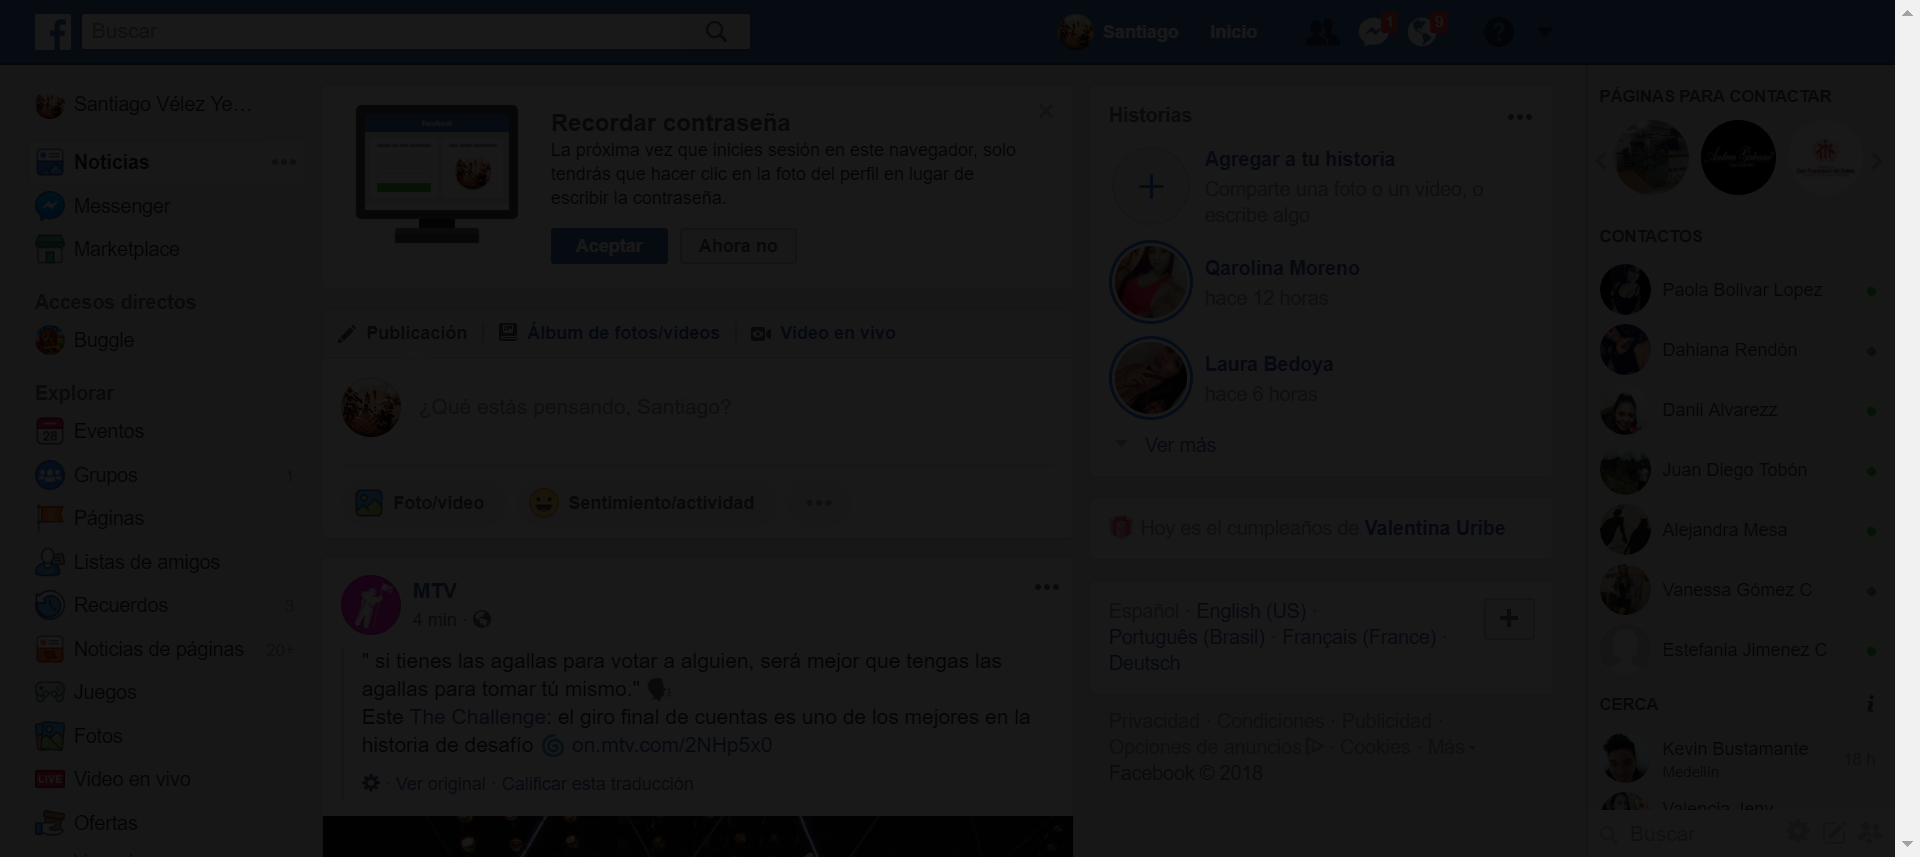 Buscar
Santiago
Inicio
1
9
Santiago Vélez Ye...
Noticias
Messenger
Marketplace
Accesos directos
Buggle
Explorar
Eventos
28
Grupos
1
Páginas
Listas de amigos
Recuerdos
3
Noticias de páginas
20+
Juegos
Fotos
LIVE
Video en vivo
Ofertas
Recordar contraseña
La próxima vez que inicies sesión en este navegador, solo
tendrás que hacer clic en la foto del perfil en lugar de
escribir la contraseña.
Aceptar
Ahora no
Publicación
Álbum de fotos/videos
Video en vivo
¿Qué estás pensando, Santiago?
Foto/video
Sentimiento/actividad
MTV
4 min ·
" si tienes las agallas para votar a alguien, será mejor que tengas las
agallas para tomar tú mismo." 🗣
Este The Challenge: el giro final de cuentas es uno de los mejores en la
historia de desafío 🌀 on.mtv.com/2NHp5x0
· Ver original · Calificar esta traducción
Historias
Agregar a tu historia
Comparte una foto o un video, o
escribe algo
Qarolina Moreno
hace 12 horas
Laura Bedoya
hace 6 horas
Ver más
Hoy es el cumpleaños de Valentina Uribe
Español · English (US) ·
Português (Brasil) · Français (France) ·
Deutsch
Privacidad · Condiciones · Publicidad ·
Opciones de anuncios · Cookies · Más
Facebook © 2018
PÁGINAS PARA CONTACTAR
CONTACTOS
Paola Bolivar Lopez
Dahiana Rendón
Danii Alvarezz
Juan Diego Tobón
Alejandra Mesa
Vanessa Gómez C
Estefania Jimenez C
CERCA
Kevin Bustamante
Medellín
18 h
Valencia Jeny
Buscar